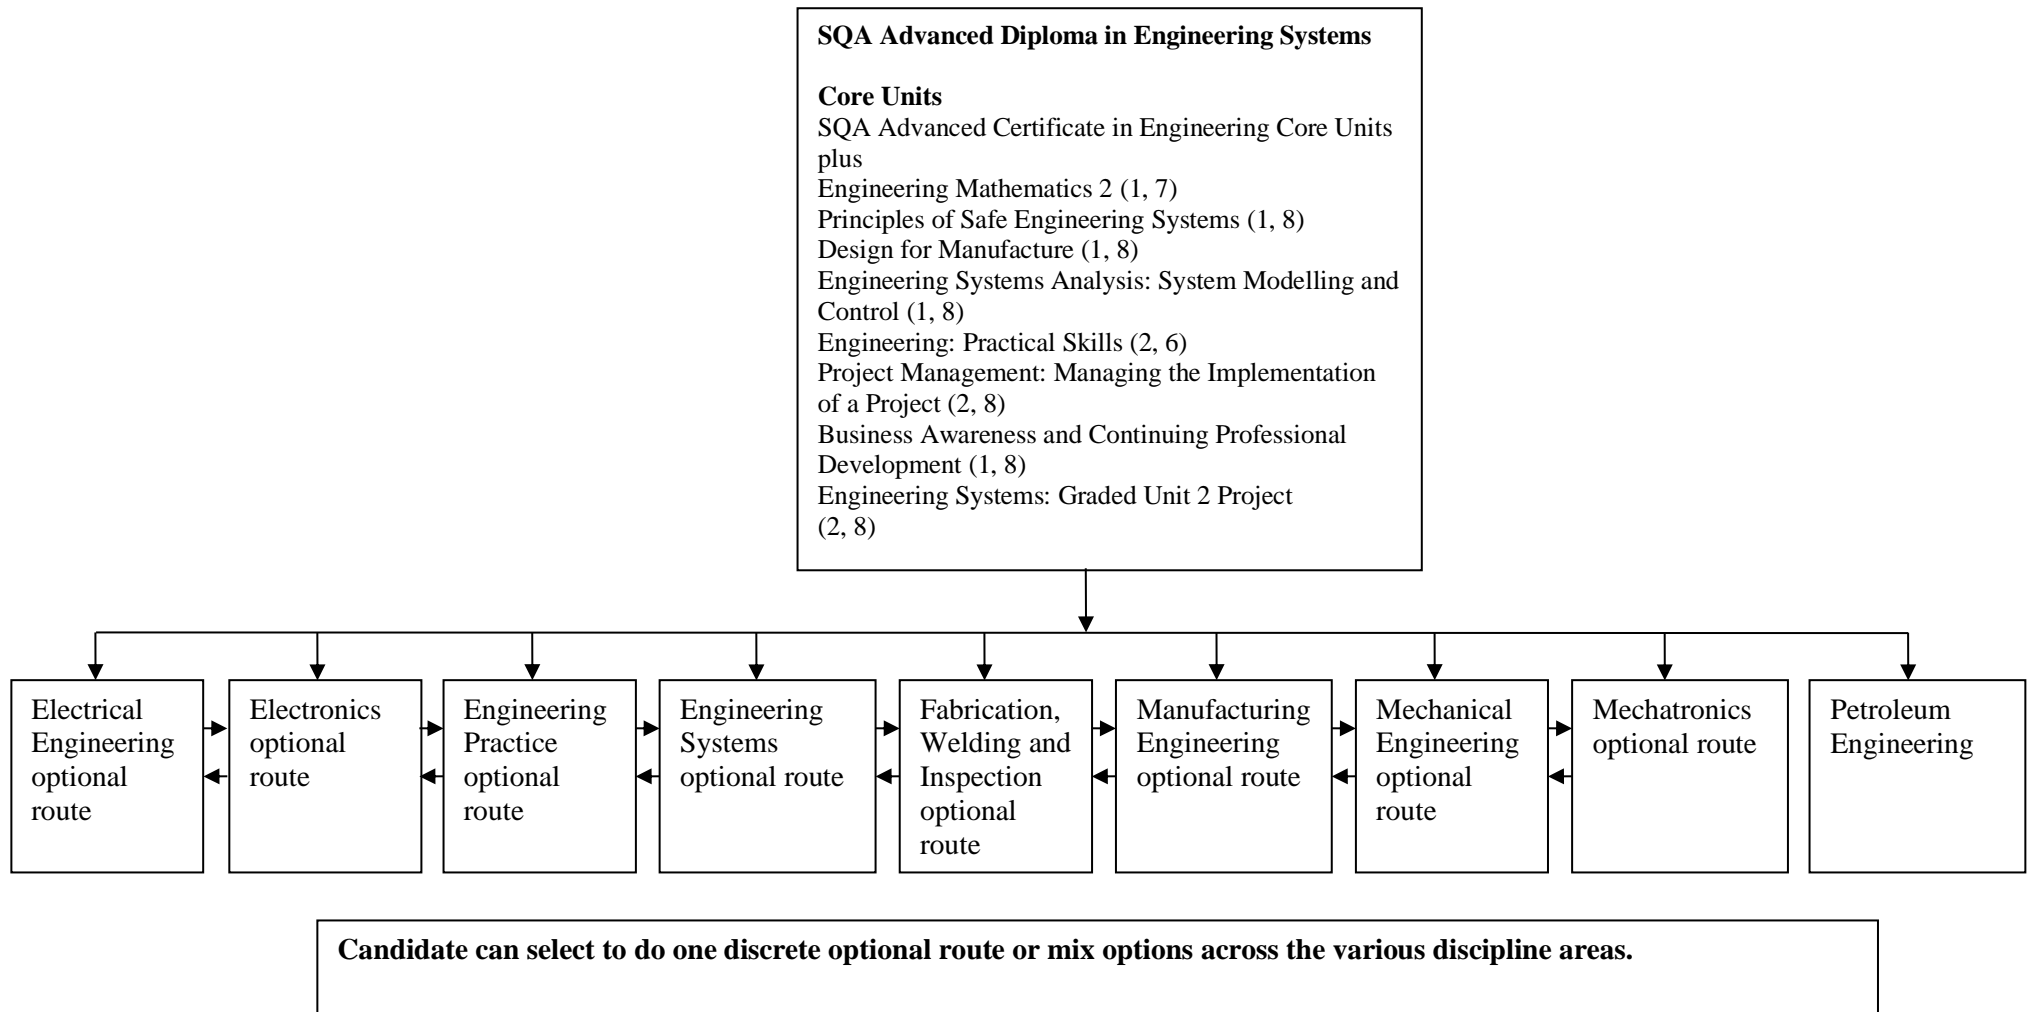 SQA Advanced Diploma in Engineering Systems
Core Units
SQA Advanced Certificate in Engineering Core Units
plus
Engineering Mathematics 2 (1, 7)
Principles of Safe Engineering Systems (1, 8)
Design for Manufacture (1, 8)
Engineering Systems Analysis: System Modelling and
Control (1, 8)
Engineering: Practical Skills (2, 6)
Project Management: Managing the Implementation
of a Project (2, 8)
Business Awareness and Continuing Professional
Development (1, 8)
Engineering Systems: Graded Unit 2 Project
(2, 8)
Electrical
Engineering
optional
route
Electronics
optional
route
Engineering
Practice
optional
route
Engineering
Systems
optional route
Fabrication,
Welding and
Inspection
optional
route
Manufacturing
Engineering
optional route
Mechanical
Engineering
optional
route
Mechatronics
optional route
Petroleum
Engineering
Candidate can select to do one discrete optional route or mix options across the various discipline areas.